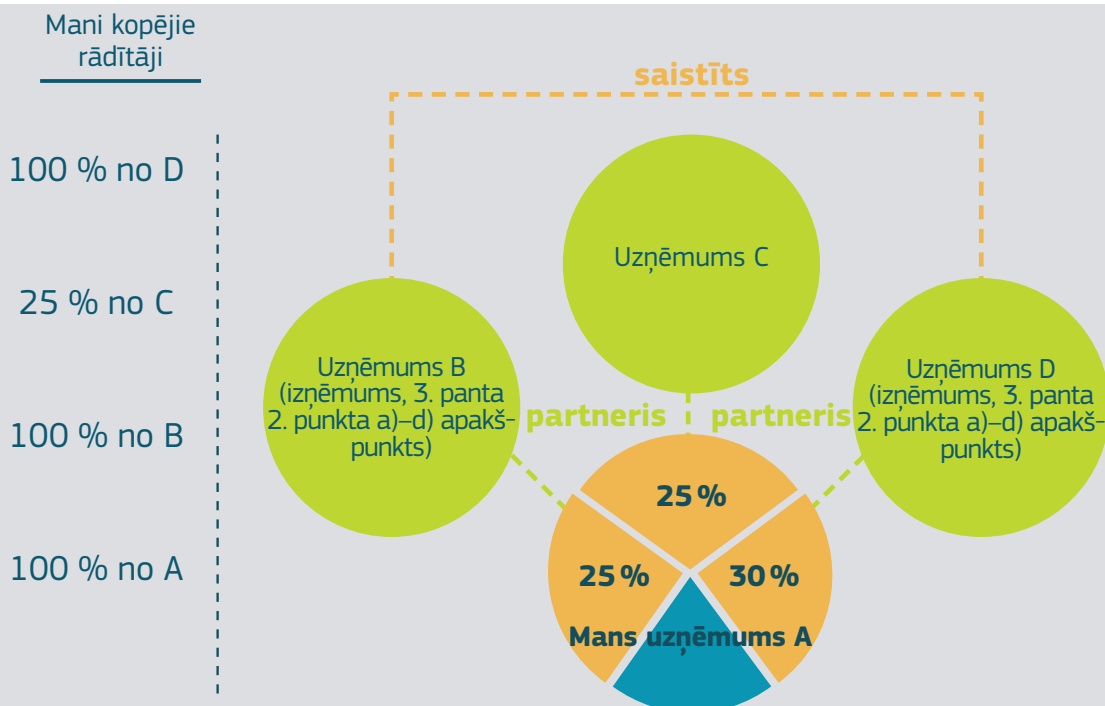 Mani kopējie
rādītāji
100 % no D
25 % no C
100 % no B
100 % no A
saistīts
Uzņēmums C
Uzņēmums B
(izņēmums, 3. panta
2. punkta a)–d) apakš-
punkts)
partneris
partneris
Uzņēmums D
(izņēmums, 3. panta
2. punkta a)–d) apakš-
punkts)
25 %
25 %
30 %
Mans uzņēmums A